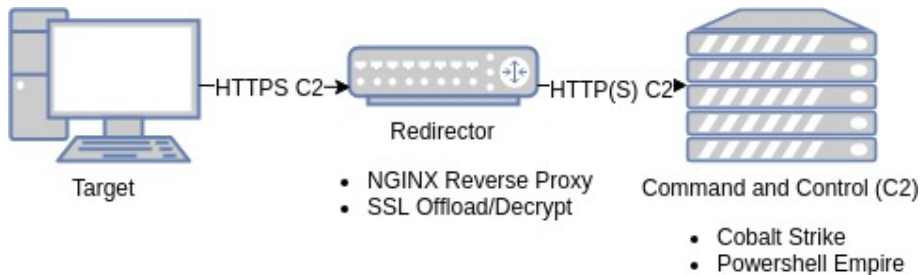 HTTPS C2
HTTP(S) C2
Target
Redirector
• NGINX Reverse Proxy
• SSL Offload/Decrypt
Command and Control (C2)
• Cobalt Strike
• Powershell Empire